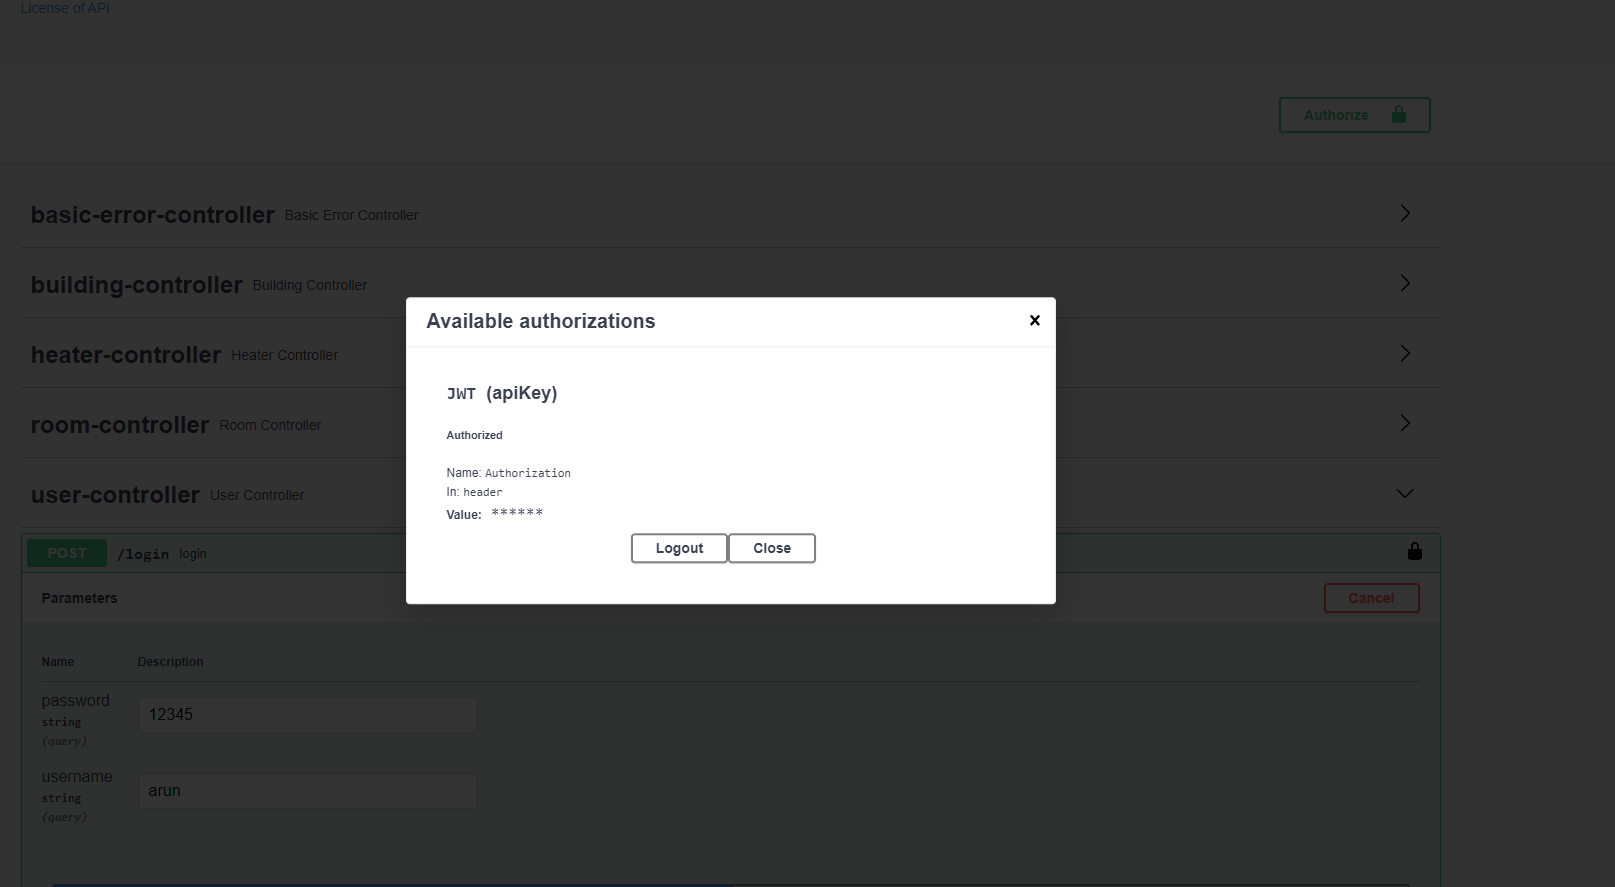 License of API
Authorize
basic-error-controller Basic Error Controller
building-controller Building Controller
heater-controller Heater Controller
room-controller Room Controller
user-controller User Controller
Available authorizations
JWT (apiKey)
Authorized
Name: Authorization
In: header
Value: ******
Logout Close
POST /login login
Parameters Cancel
Name Description
password
string
(query)
12345
username
string
(query)
arun